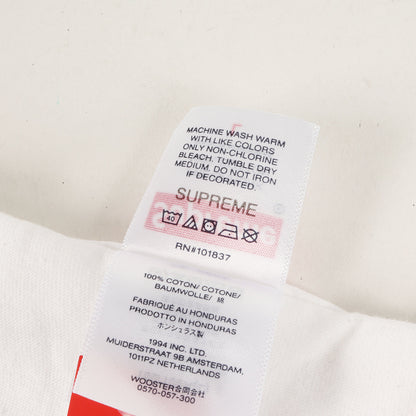 MACHINE WASH WARM
WITH LIKE COLORS
ONLY NON-CHLORINE
BLEACH. TUMBLE DRY
MEDIUM. DO NOT IRON
IF DECORATED.
SUPREME
40
RN#101837
100% COTTON/ COTONE/
BAUMWOLLE/ 綿
FABRIQUÉ AU HONDURAS
PRODOTTO IN HONDURAS
ホンジュラス製
1994 INC. LTD.
MUIDERSTRAAT 9B AMSTERDAM,
1011PZ NETHERLANDS
WOOSTER合同会社
0570-057-300